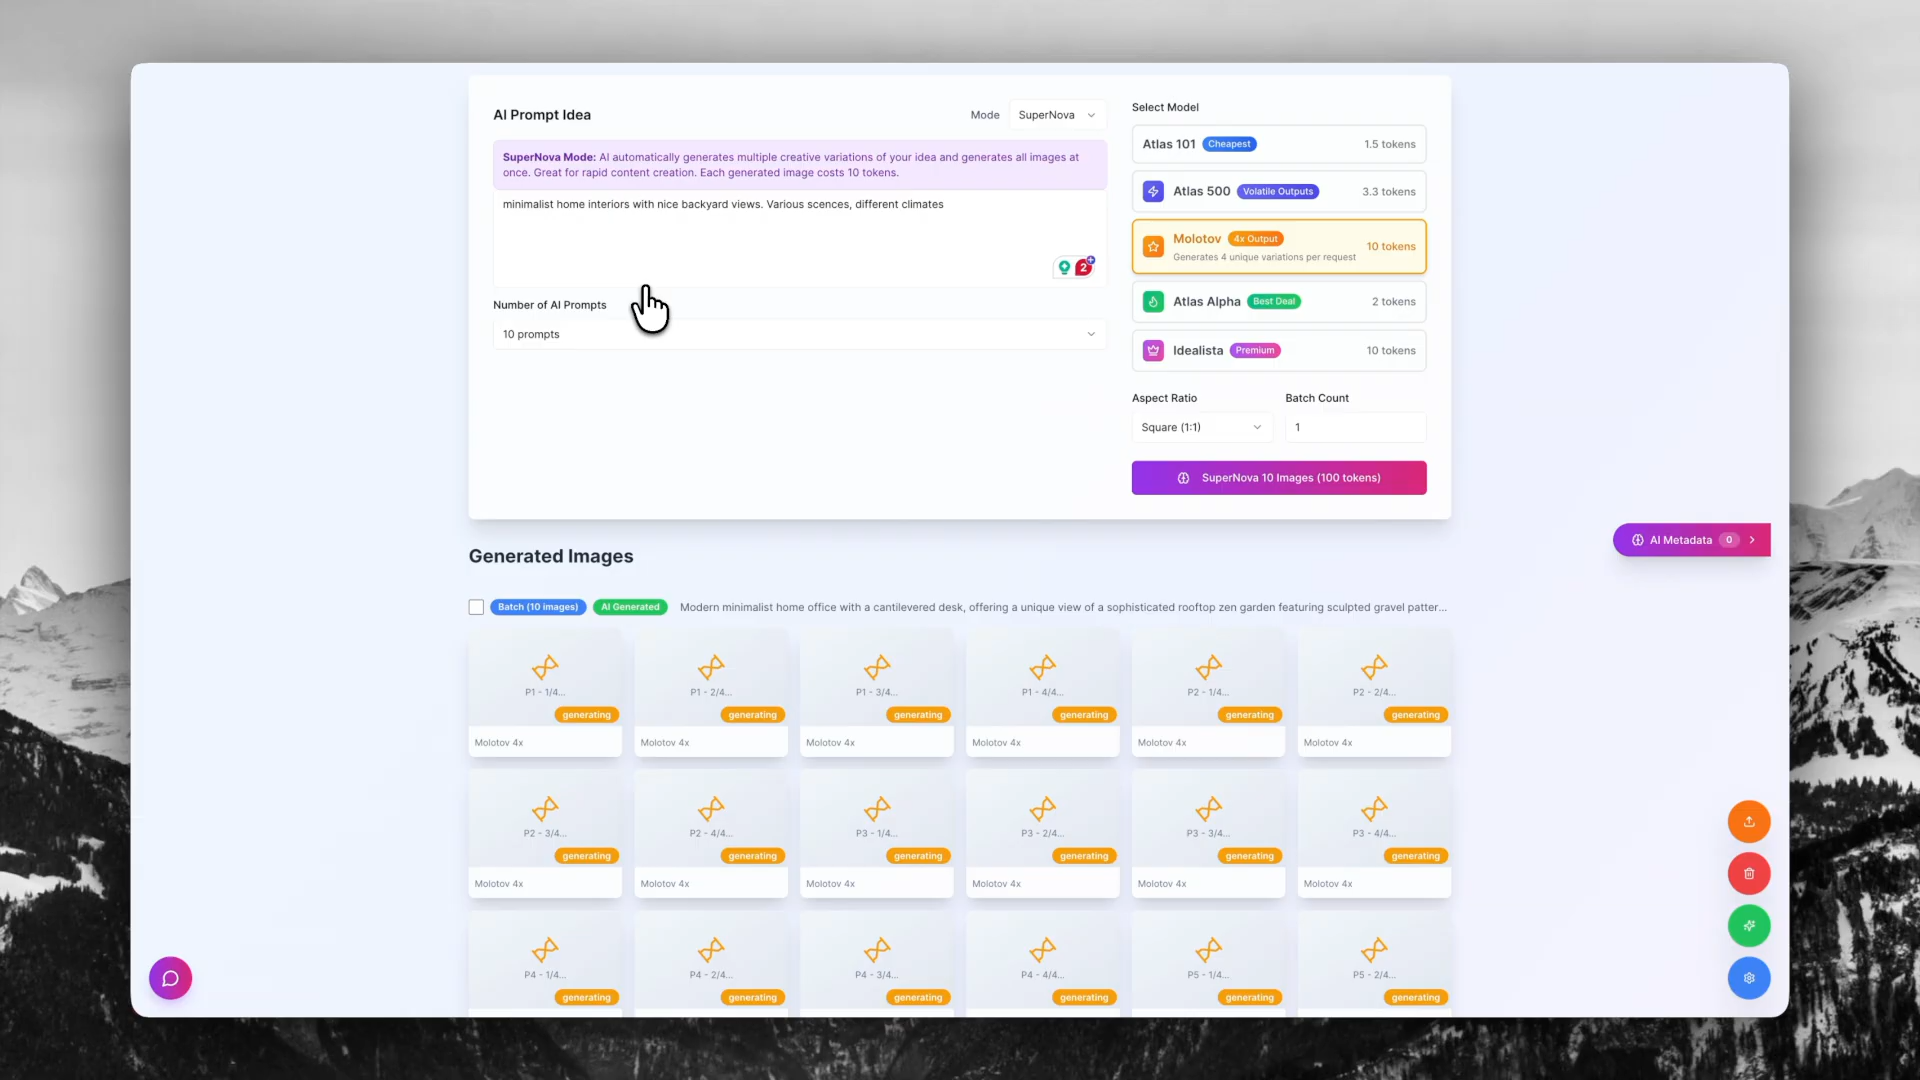 AI Prompt Idea
Mode
SuperNova
SuperNova Mode: AI automatically generates multiple creative variations of your idea and generates all images at
once. Great for rapid content creation. Each generated image costs 10 tokens.
minimalist home interiors with nice backyard views. Various scences, different climates
2
Number of AI Prompts
10 prompts
Select Model
Atlas 101 Cheapest 1.5 tokens
Atlas 500 Volatile Outputs 3.3 tokens
Molotov 4x Output 10 tokens
Generates 4 unique variations per request
Atlas Alpha Best Deal 2 tokens
Idealista Premium 10 tokens
Aspect Ratio
Square (1:1)
Batch Count
1
SuperNova 10 Images (100 tokens)
AI Metadata 0
Generated Images
Batch (10 images) AI Generated Modern minimalist home office with a cantilevered desk, offering a unique view of a sophisticated rooftop zen garden featuring sculpted gravel patter...
P1 - 1/4... P1 - 2/4... P1 - 3/4... P1 - 4/4... P2 - 1/4... P2 - 2/4...
generating generating generating generating generating generating
Molotov 4x Molotov 4x Molotov 4x Molotov 4x Molotov 4x Molotov 4x
P2 - 3/4... P2 - 4/4... P3 - 1/4... P3 - 2/4... P3 - 3/4... P3 - 4/4...
generating generating generating generating generating generating
Molotov 4x Molotov 4x Molotov 4x Molotov 4x Molotov 4x Molotov 4x
P4 - 1/4... P4 - 2/4... P4 - 3/4... P4 - 4/4... P5 - 1/4... P5 - 2/4...
generating generating generating generating generating generating